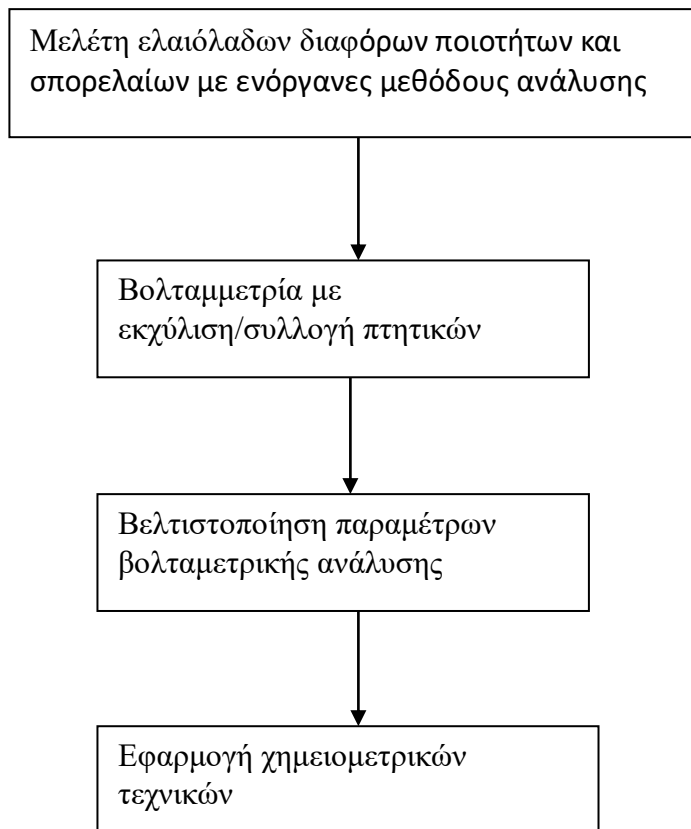 Μελέτη ελαιόλαδων διαφόρων ποιοτήτων και
σπορελαίων με ενόργανες μεθόδους ανάλυσης
Βολταμμετρία με
εκχύλιση/συλλογή πτητικών
Βελτιστοποίηση παραμέτρων
βολταμετρικής ανάλυσης
Εφαρμογή χημειομετρικών
τεχνικών